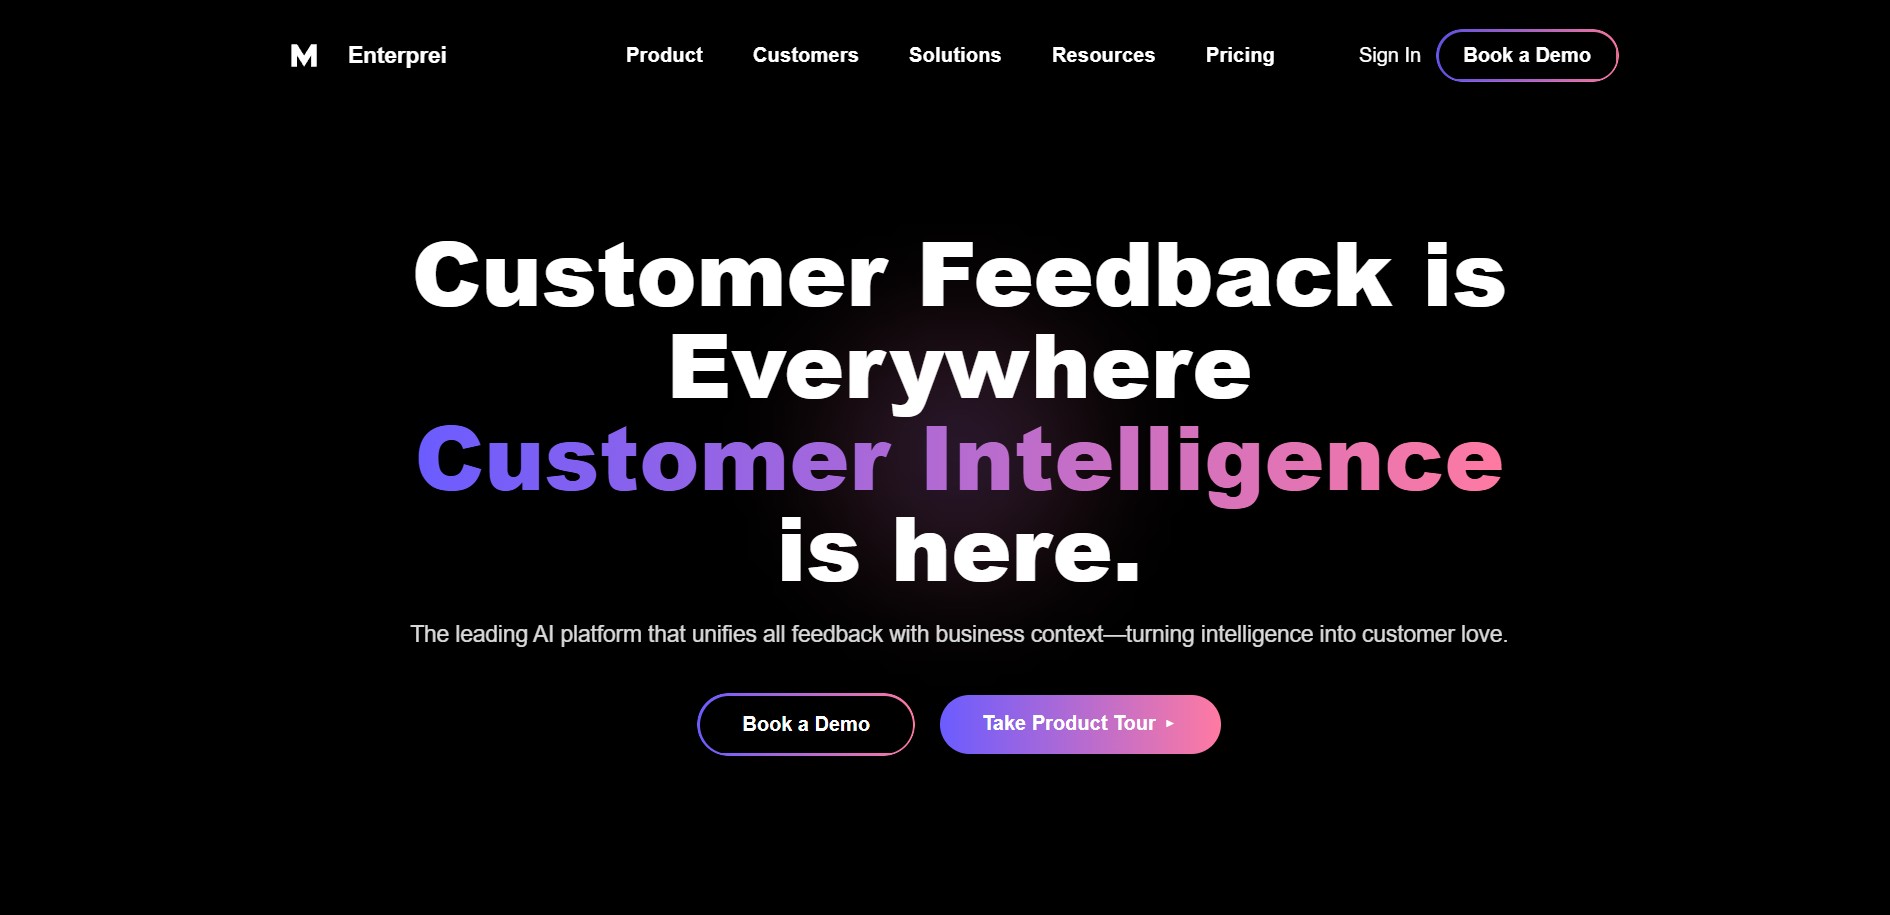 M Enterprei Product Customers Solutions Resources Pricing Sign In Book a Demo
Customer Feedback is
Everywhere
Customer Intelligence
is here.
The leading AI platform that unifies all feedback with business context—turning intelligence into customer love.
Book a Demo Take Product Tour ▸